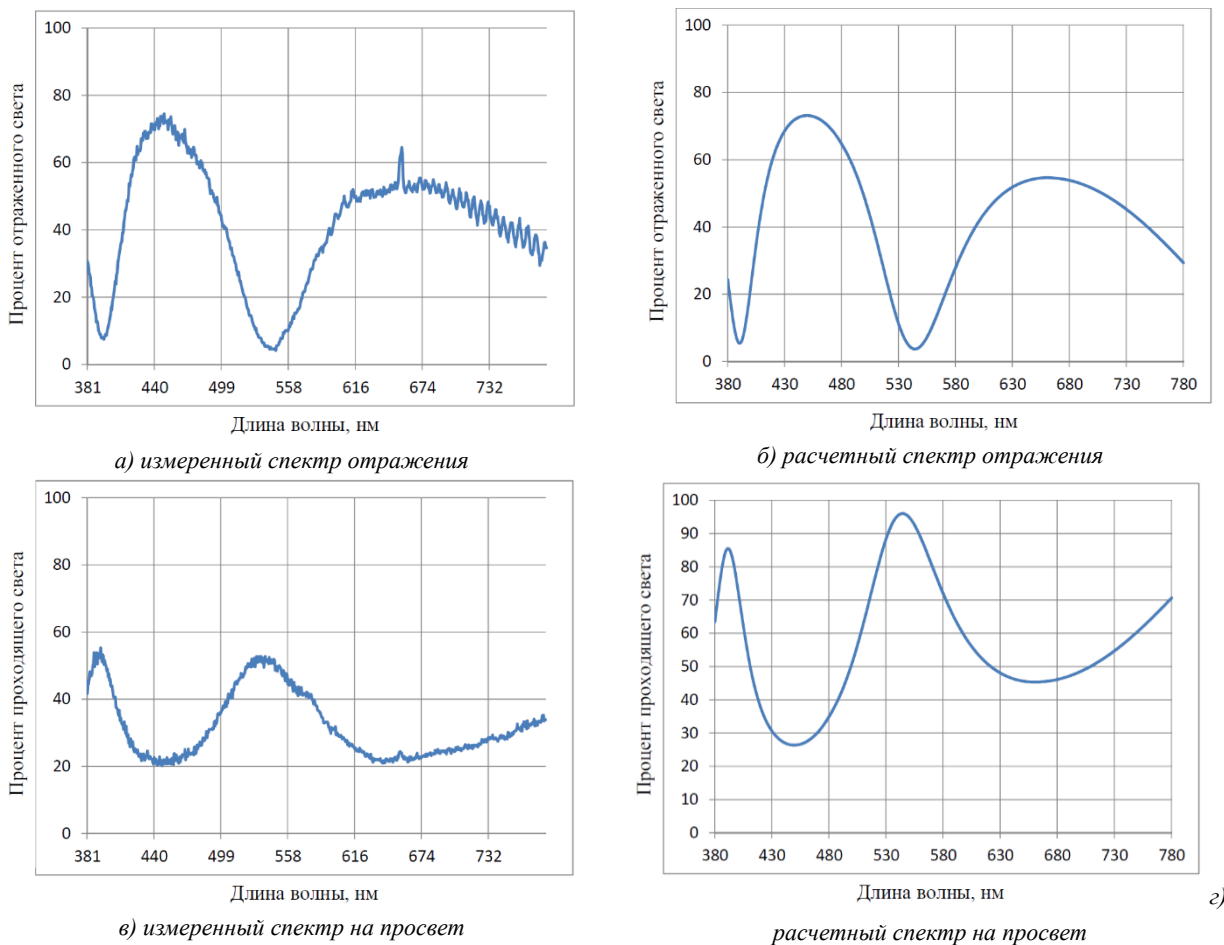 Процент отраженного света
100
80
60
40
20
0
381 440 499 558 616 674 732
Длина волны, нм
а) измеренный спектр отражения
Процент отраженного света
100
80
60
40
20
0
380 430 480 530 580 630 680 730 780
Длина волны, нм
б) расчетный спектр отражения
Процент проходящего света
100
80
60
40
20
0
381 440 499 558 616 674 732
Длина волны, нм
в) измеренный спектр на просвет
Процент проходящего света
100
90
80
70
60
50
40
30
20
10
0
380 430 480 530 580 630 680 730 780
Длина волны, нм
г)
расчетный спектр на просвет